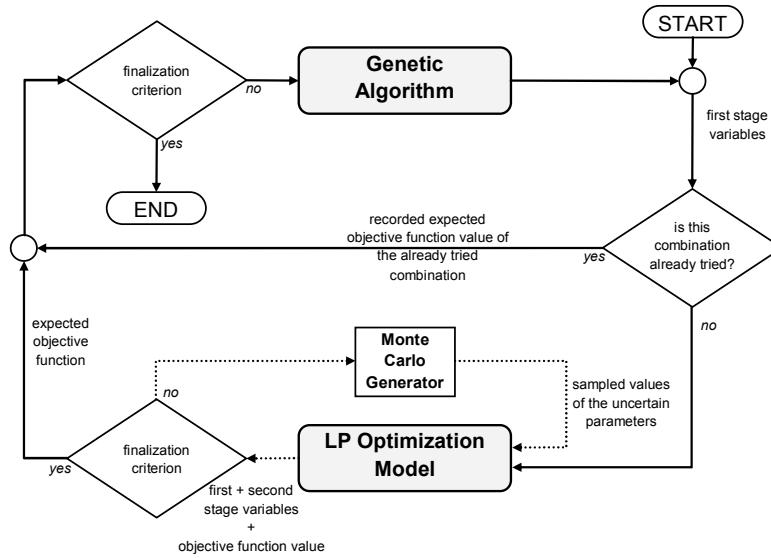 START
finalization
criterion
no
yes
Genetic
Algorithm
first stage
variables
END
recorded expected
objective function value of
the already tried
combination
yes
is this
combination
already tried?
no
expected
objective
function
no
Monte
Carlo
Generator
sampled values
of the uncertain
parameters
finalization
criterion
yes
LP Optimization
Model
first + second
stage variables
+
objective function value